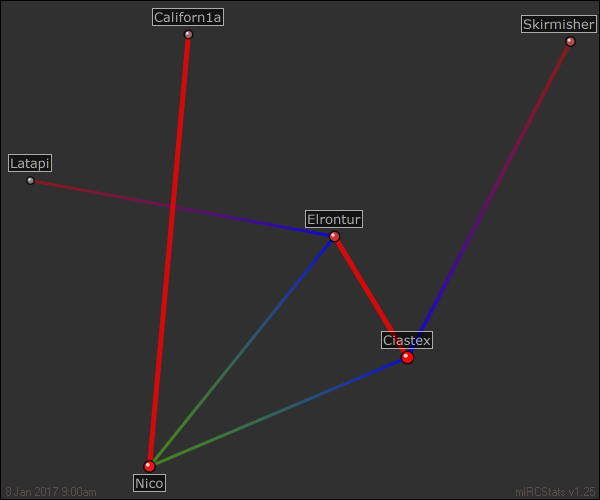 Californ1a
Skirmisher
Latapi
Elrontur
Ciastex
Nico
8 Jan 2017 9:00am
mIRCStats v1.25